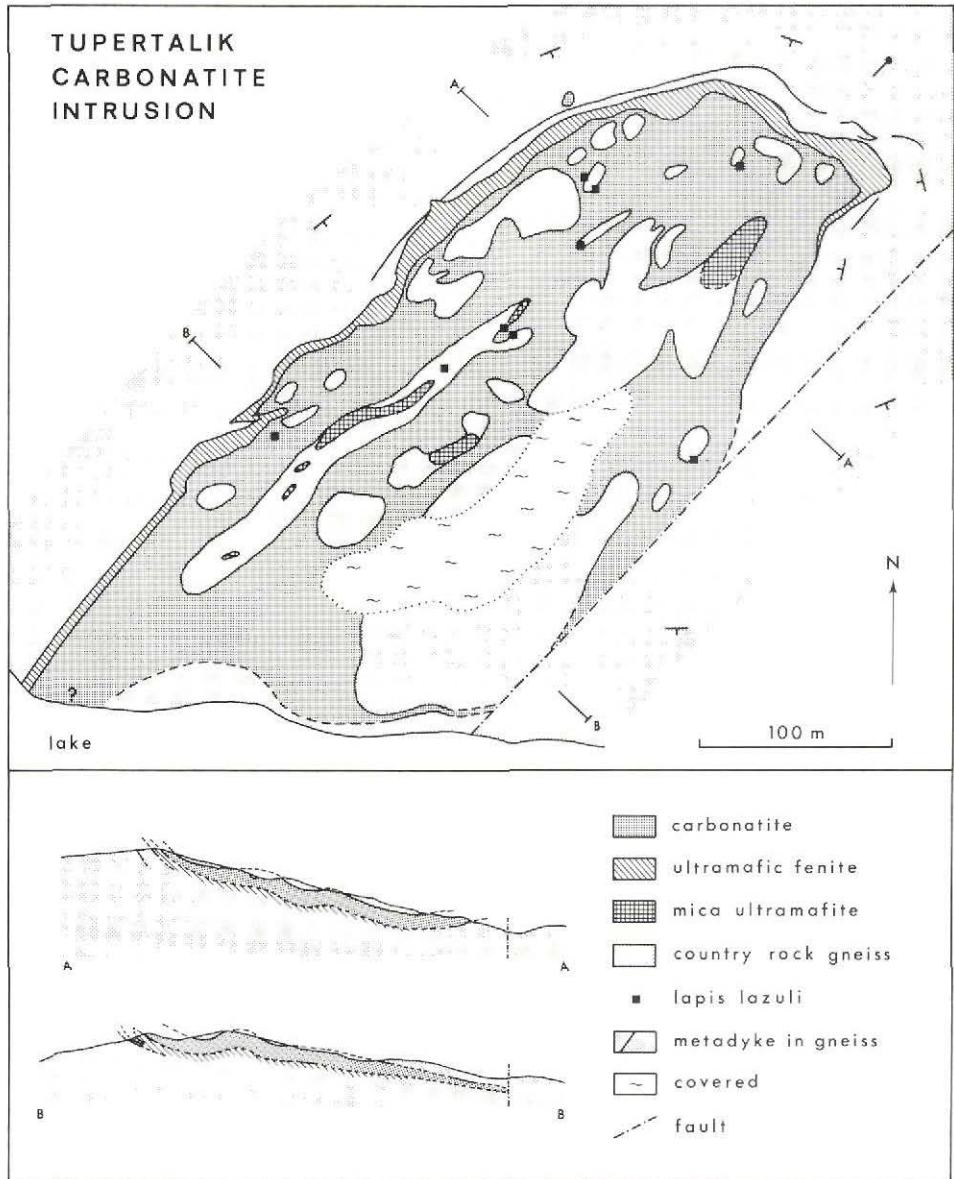 TUPERTALIK
CARBONATITE
INTRUSION
A
B
A
N
?
B
100 m
lake
carbonatite
ultramafic fenite
mica ultramafite
A
A
country rock gneiss
lapis lazuli
metadyke in gneiss
covered
B
B
fault